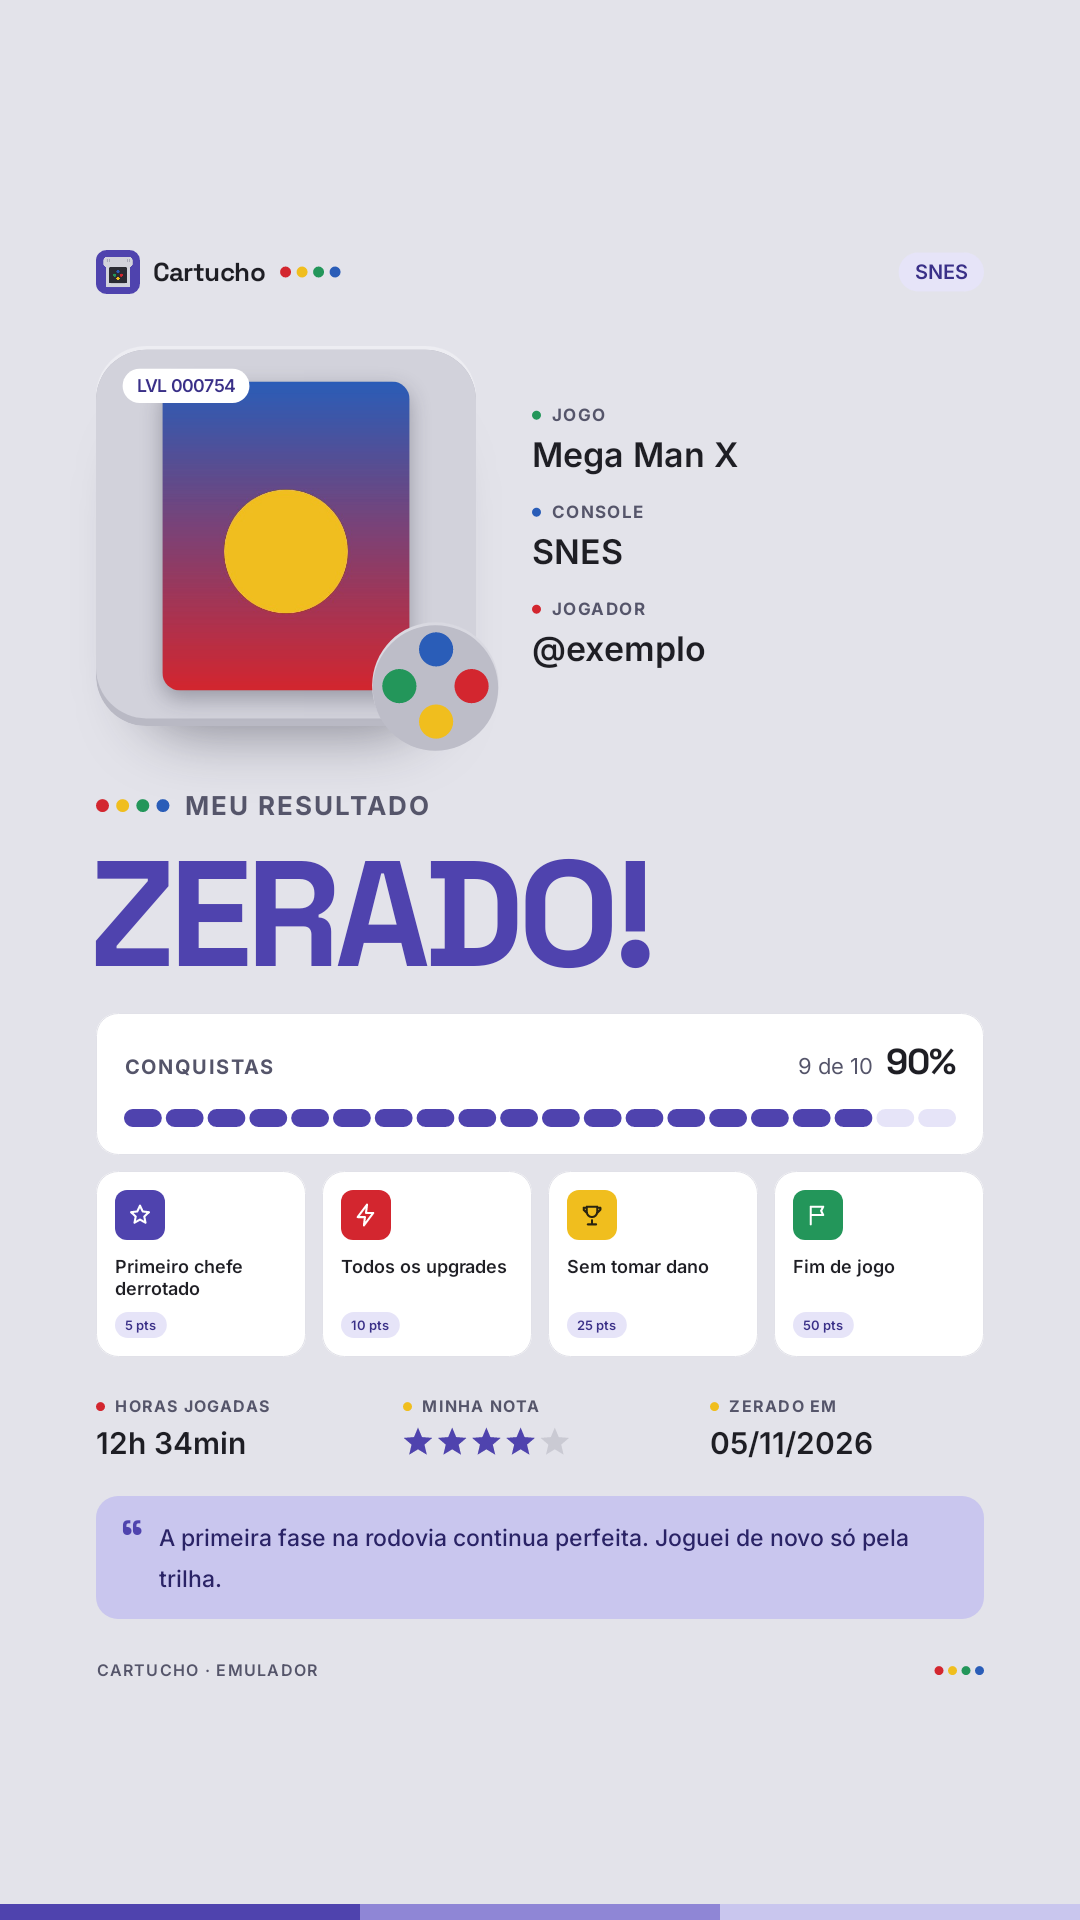 Cartucho
SNES
LVL 000754
JOGO
Mega Man X
CONSOLE
SNES
JOGADOR
@exemplo
MEU RESULTADO
ZERADO!
CONQUISTAS
9 de 10 90%
Primeiro chefe
derrotado
5 pts
Todos os upgrades
10 pts
Sem tomar dano
25 pts
Fim de jogo
50 pts
HORAS JOGADAS
12h 34min
MINHA NOTA
ZERADO EM
05/11/2026
“ A primeira fase na rodovia continua perfeita. Joguei de novo só pela
trilha.
CARTUCHO · EMULADOR